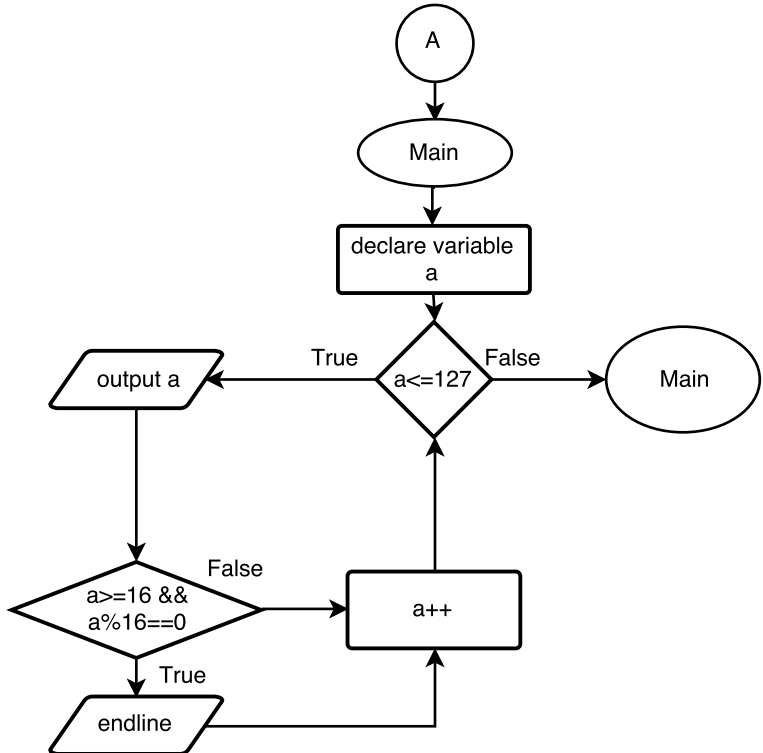 A
Main
declare variable
a
True
False
output a
a<=127
Main
False
a>=16 &&
a%16==0
a++
True
endline